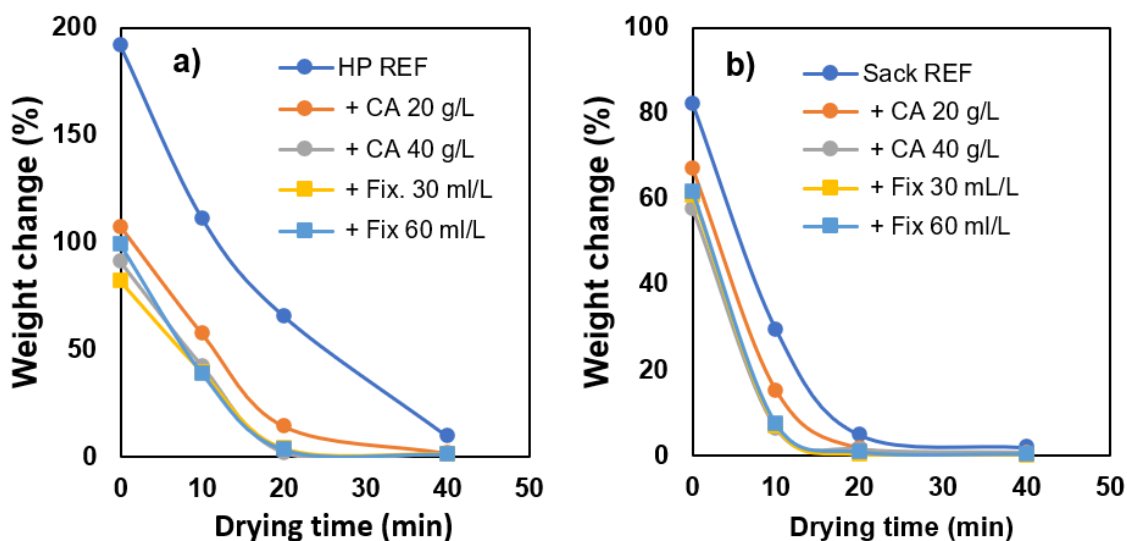 a)
Weight change (%)
200
150
100
50
0
HP REF
+ CA 20 g/L
+ CA 40 g/L
+ Fix. 30 ml/L
+ Fix 60 ml/L
0 10 20 30 40 50
Drying time (min)
b)
Weight change (%)
100
80
60
40
20
0
Sack REF
+ CA 20 g/L
+ CA 40 g/L
+ Fix 30 mL/L
+ Fix 60 ml/L
0 10 20 30 40 50
Drying time (min)